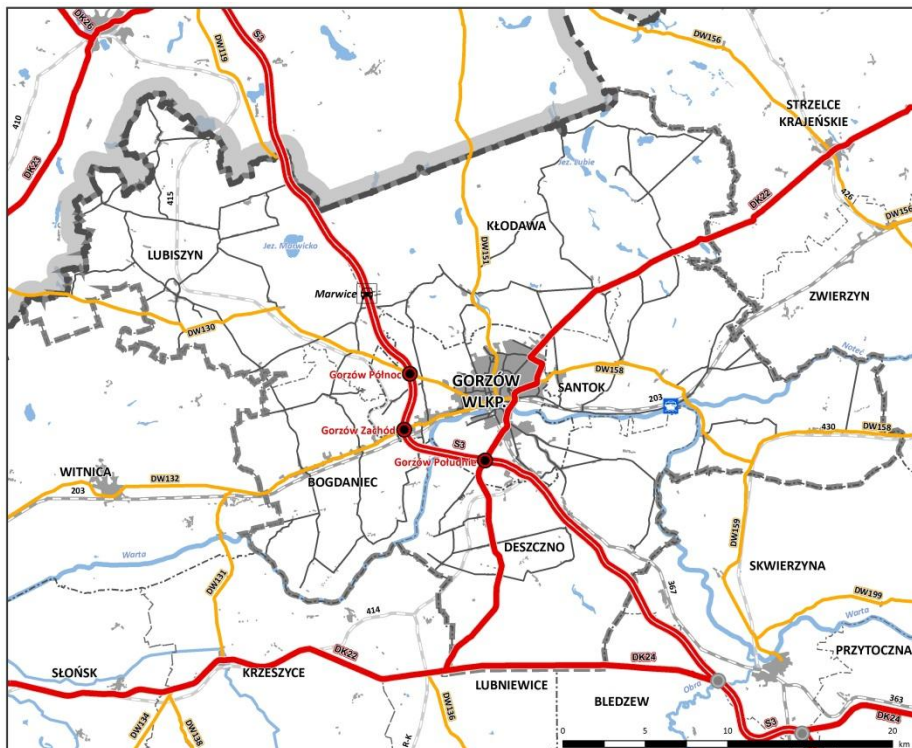 DK26
DW119
S3
DW156
410
STRZELCE
KRAJEŃSKIE
DK23
Jez. Lubie
DK22
415
426
DW156
KŁODAWA
Jez. Marwicko
LUBISZYN
DW151
Marwice
ZWIERZYN
DW130
Noteć
Gorzów Północ
DW158
GORZÓW
WLKP.
SANTOK
203
Gorzów Zachód
430
DW158
S3
Gorzów Południe
WITNICA
DW132
BOGDANIEC
203
DW159
Warta
DESZCZNO
SKWIERZYNA
DW131
367
DW199
414
Warta
PRZYTOCZNA
SŁOŃSK
KRZESZYCE
DK22
DK24
LUBNIEWICE
Obra
BLEDZEW
363
DW134
DW138
DW136
R-K
S3
DK24
0
5
10
20
km